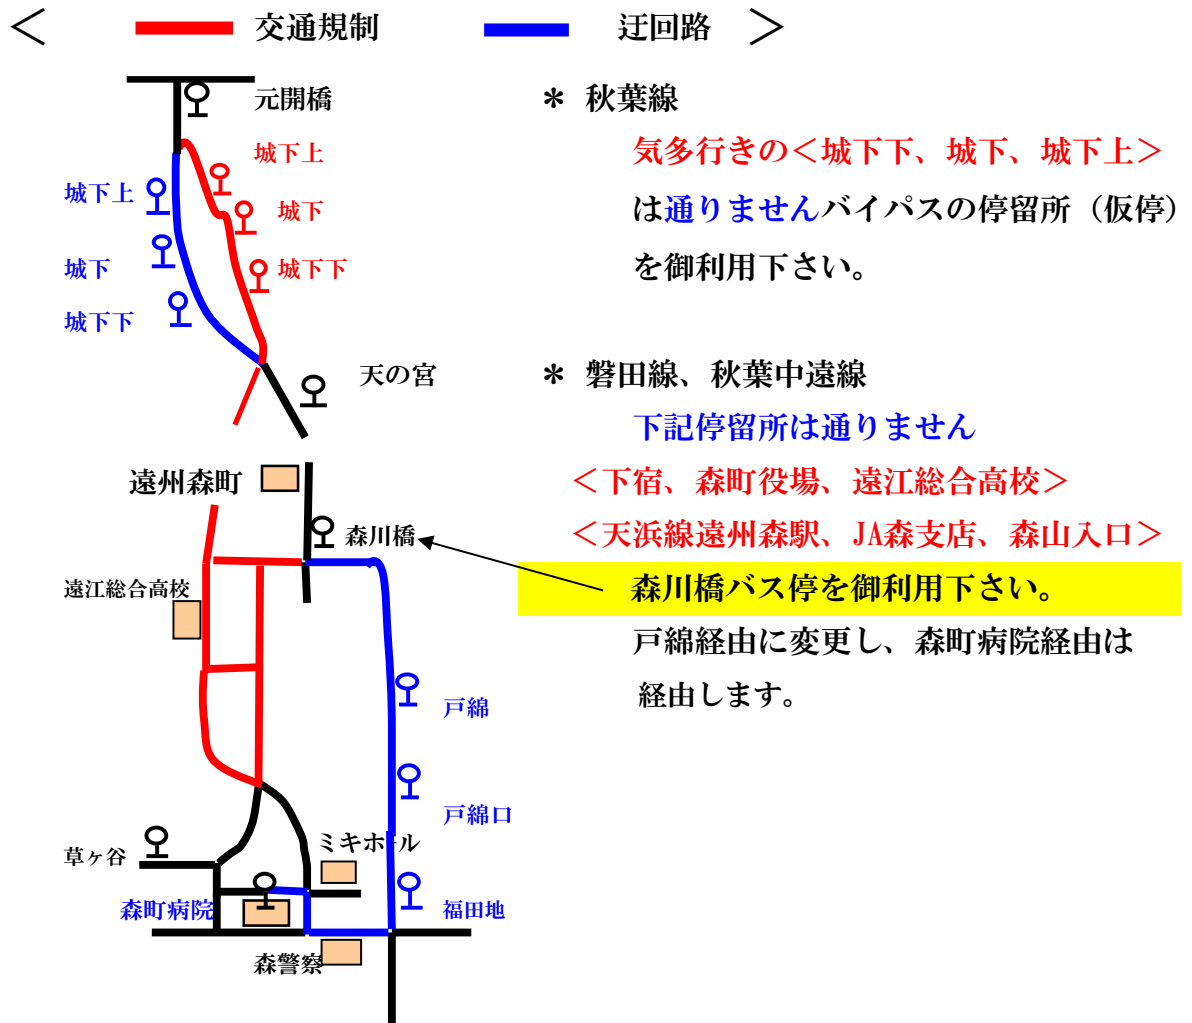 ＜ 交通規制 迂回路 ＞
元開橋
城下上
城下
城下下
城下上
城下
城下下
天の宮
遠州森町
森川橋
遠江総合高校
戸綿
戸綿口
草ヶ谷
ミキホール
森町病院
福田地
森警察
＊ 秋葉線
気多行きの＜城下下、城下、城下上＞
は通りませんバイパスの停留所（仮停）
を御利用下さい。
＊ 磐田線、秋葉中遠線
下記停留所は通りません
＜下宿、森町役場、遠江総合高校＞
＜天浜線遠州森駅、JA森支店、森山入口＞
森川橋バス停を御利用下さい。
戸綿経由に変更し、森町病院経由は
経由します。